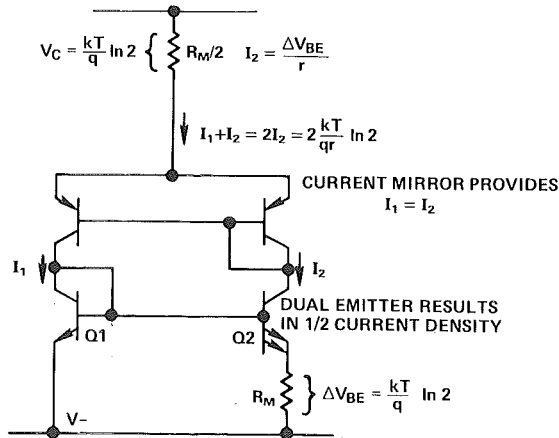 V_C = kT/q ln 2 { R_M/2 I_2 = ΔV_BE/r
I_1+I_2 = 2I_2 = 2 kT/qr ln 2
CURRENT MIRROR PROVIDES
I_1 = I_2
I_1
I_2
DUAL EMITTER RESULTS
IN 1/2 CURRENT DENSITY
Q1
Q2
R_M } ΔV_BE = kT/q ln 2
V−